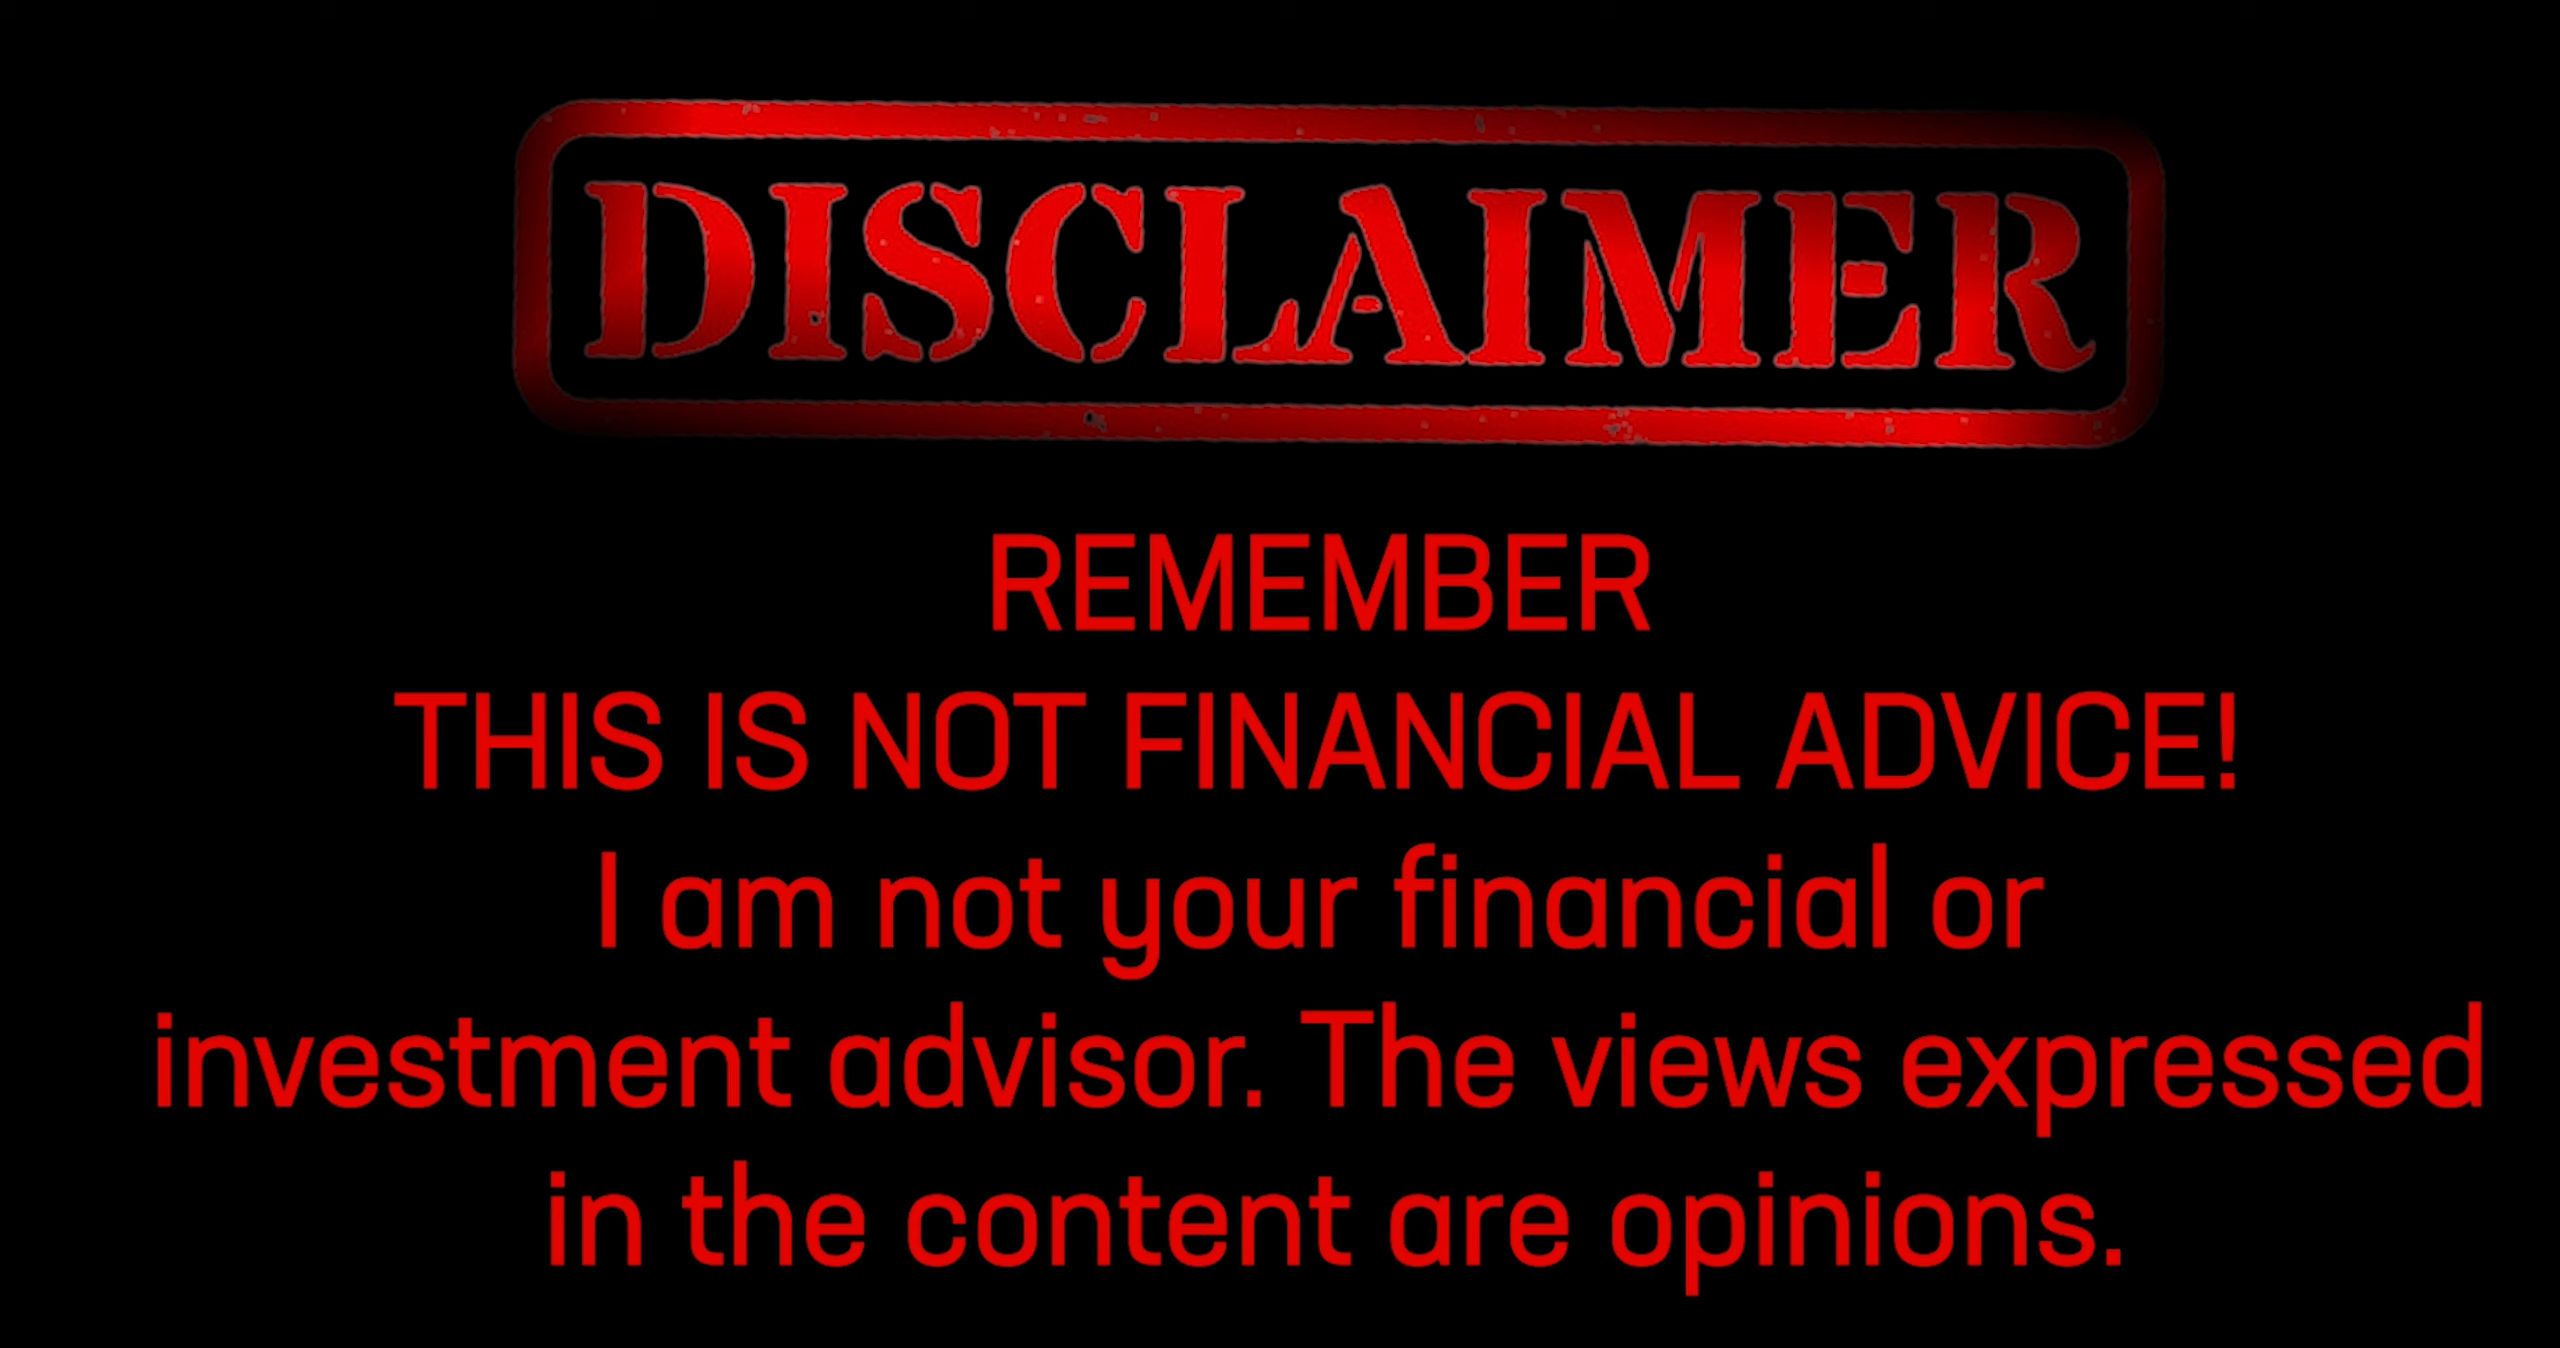 DISCLAIMER
REMEMBER
THIS IS NOT FINANCIAL ADVICE!
I am not your financial or
investment advisor. The views expressed
in the content are opinions.